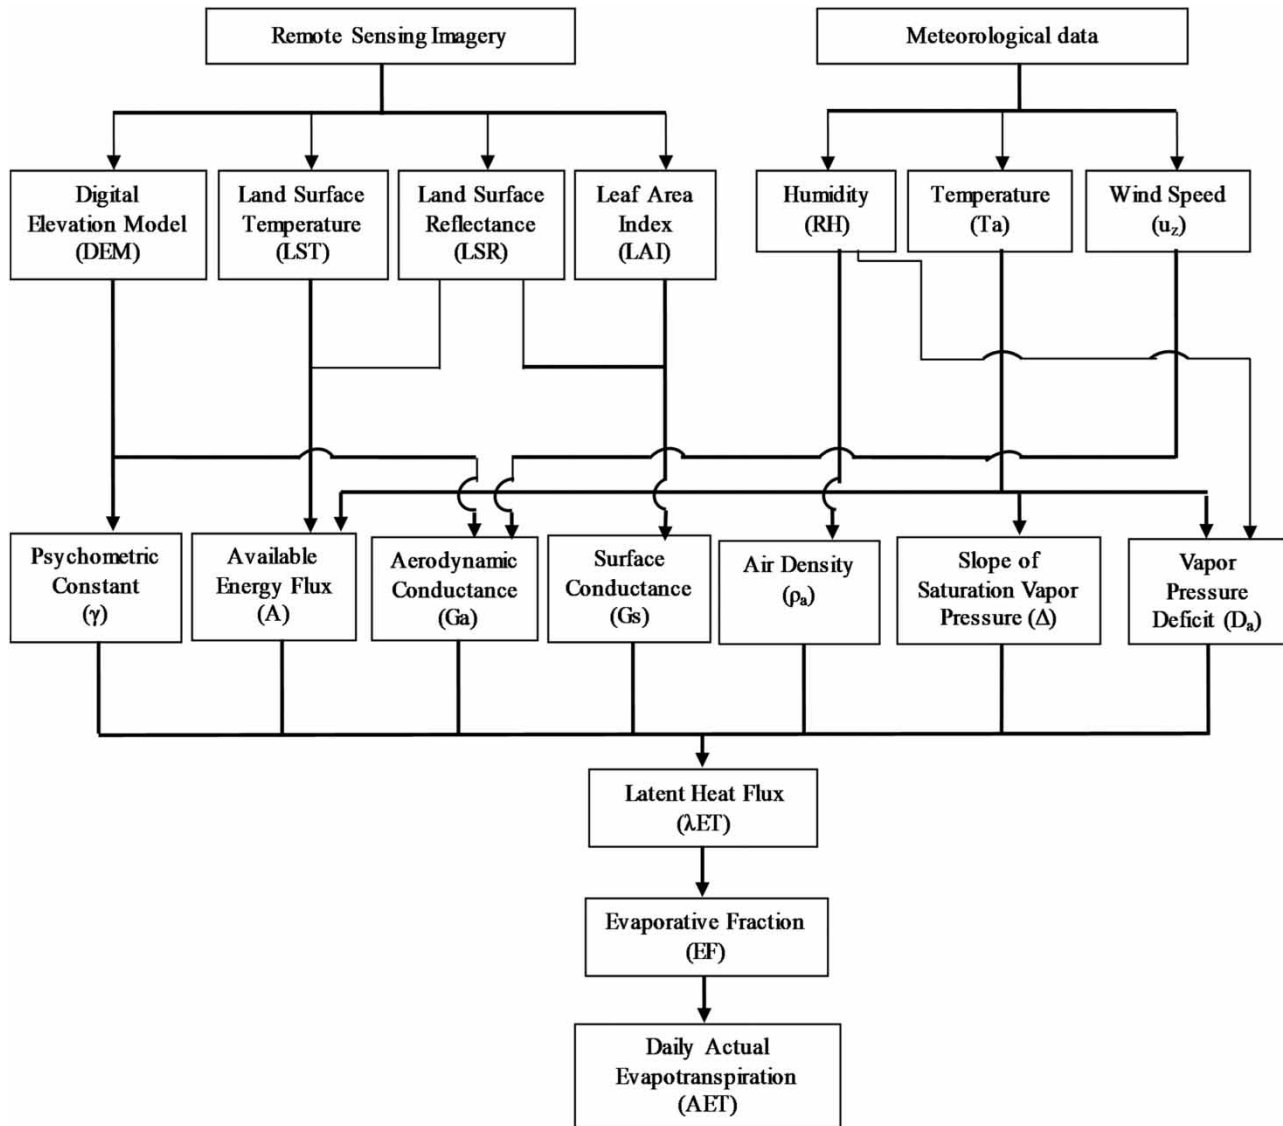 Remote Sensing Imagery
Meteorological data
Digital
Elevation Model
(DEM)
Land Surface
Temperature
(LST)
Land Surface
Reflectance
(LSR)
Leaf Area
Index
(LAI)
Humidity
(RH)
Temperature
(Ta)
Wind Speed
(u_z)
Psychometric
Constant
(γ)
Available
Energy Flux
(A)
Aerodynamic
Conductance
(Ga)
Surface
Conductance
(Gs)
Air Density
(ρ_a)
Slope of
Saturation Vapor
Pressure (Δ)
Vapor
Pressure
Deficit (D_a)
Latent Heat Flux
(λET)
Evaporative Fraction
(EF)
Daily Actual
Evapotranspiration
(AET)